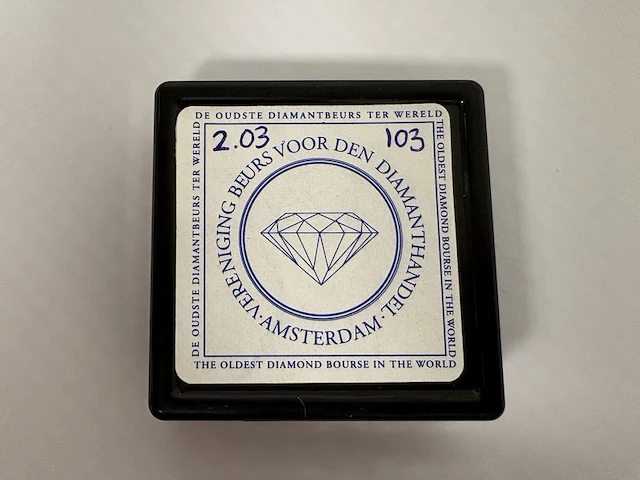 DE OUDSTE DIAMANTBEURS TER WERELD
2.03
103
VERENIGING BEURS VOOR DEN DIAMANTHANDEL
· AMSTERDAM ·
DE OUDSTE DIAMANTBEURS TER WERELD
THE OLDEST DIAMOND BOURSE IN THE WORLD
THE OLDEST DIAMOND BOURSE IN THE WORLD